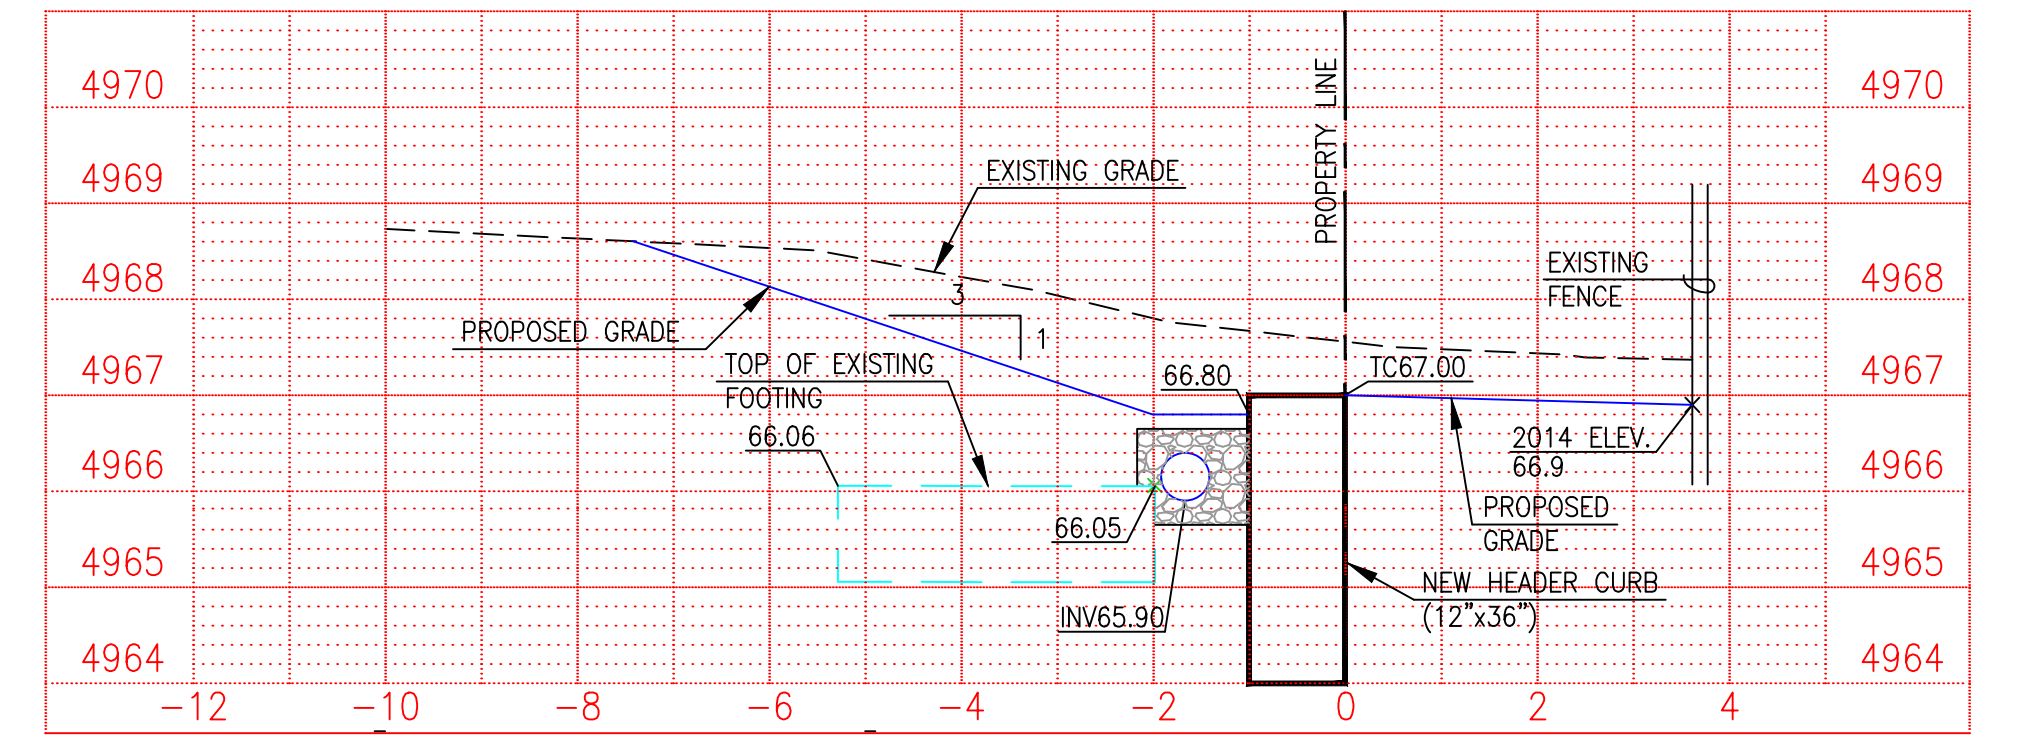 4970
4970
PROPERTY LINE
4969
EXISTING GRADE
4969
4968
EXISTING
FENCE
4968
3
1
PROPOSED GRADE
4967
TOP OF EXISTING
FOOTING
66.80
TC67.00
4967
66.06
2014 ELEV.
66.9
4966
4966
66.05
PROPOSED
GRADE
4965
4965
NEW HEADER CURB
(12"x36")
INV65.90
4964
4964
-12
-10
-8
-6
-4
-2
0
2
4